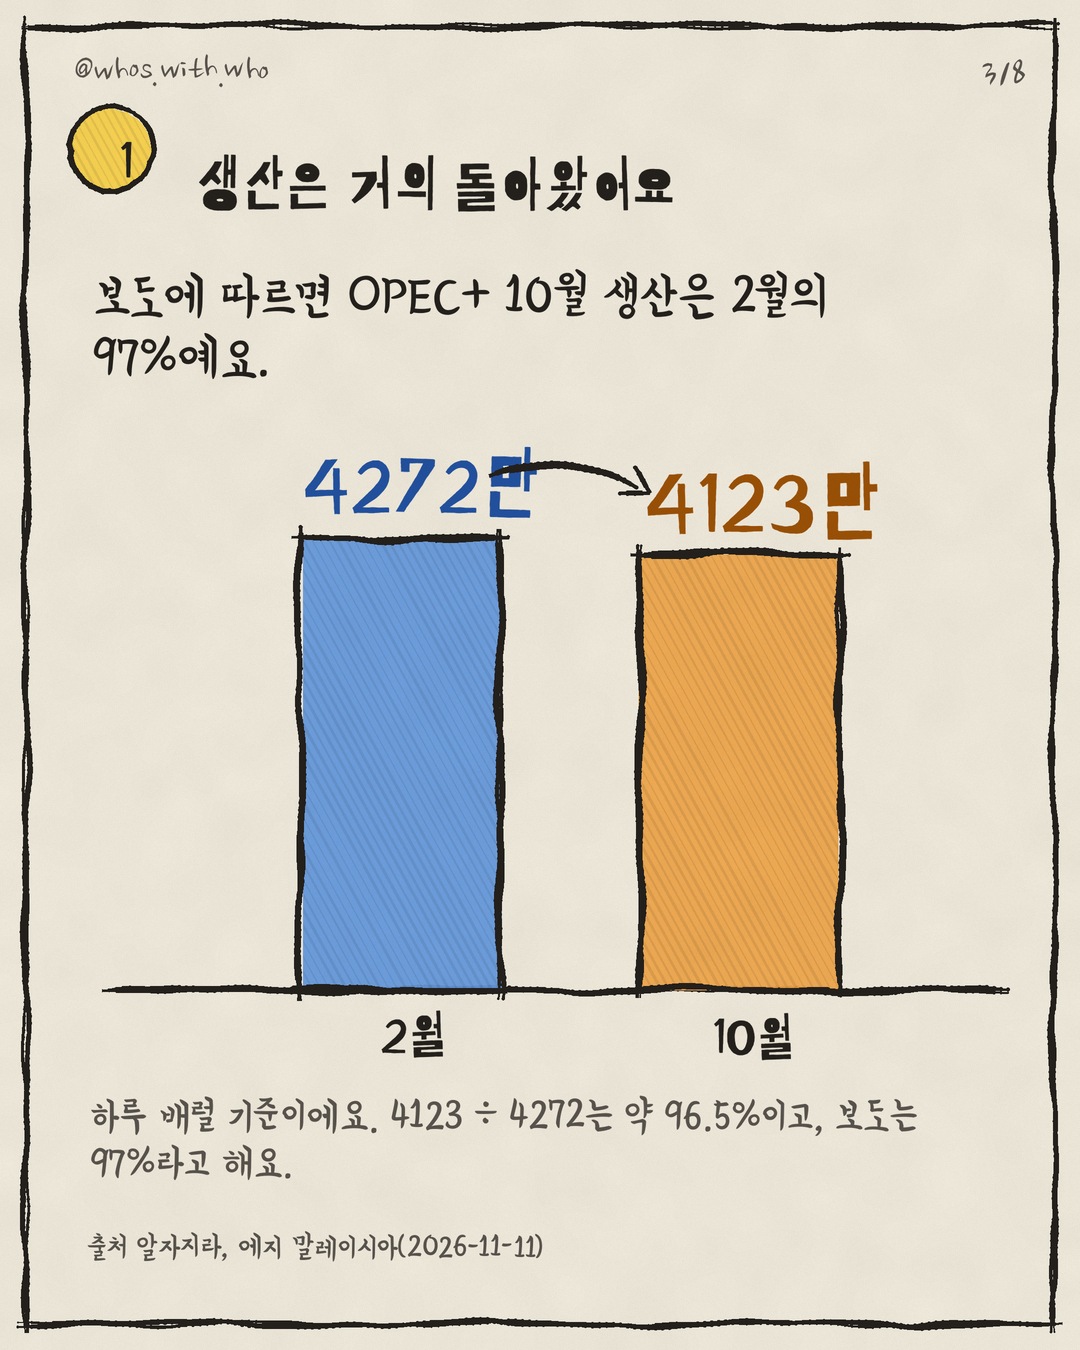 @whos.with.who
3/8
1
생산은 거의 돌아왔어요
보도에 따르면 OPEC+ 10월 생산은 2월의
97%예요.
4272만
4123만
2월
10월
하루 배럴 기준이에요. 4123 ÷ 4272는 약 96.5%이고, 보도는
97%라고 해요.
출처 알자지라, 에지 말레이시아(2026-11-11)